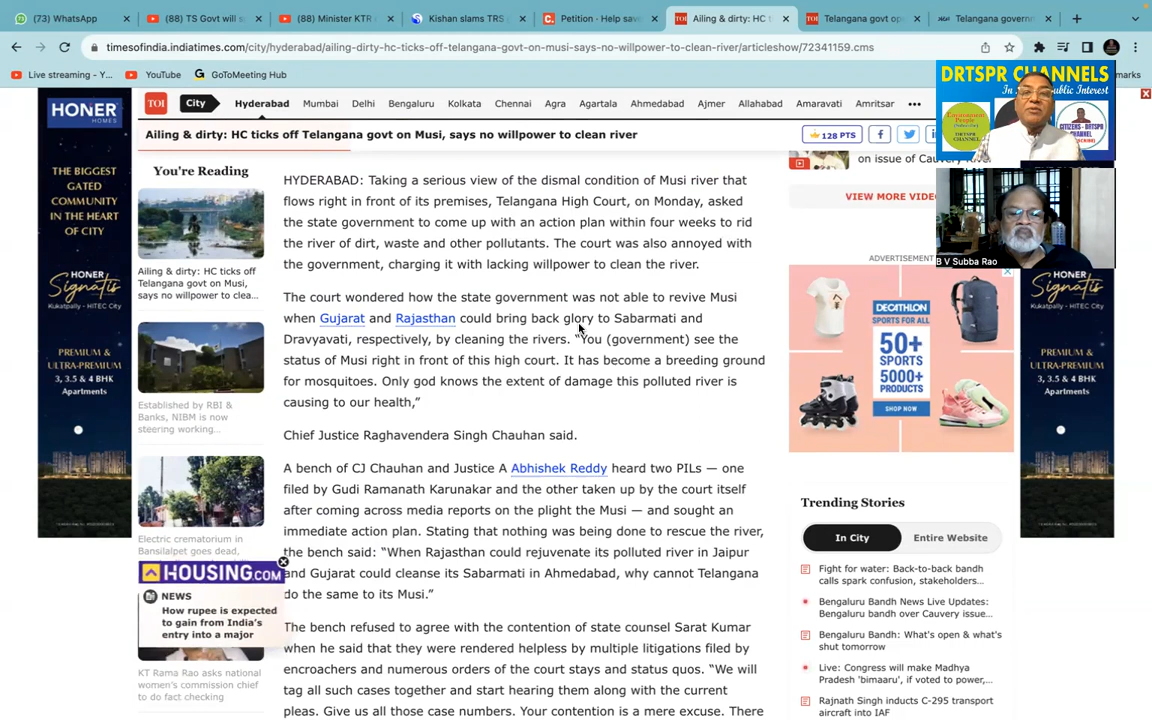 (73) WhatsApp
(88) TS Govt will s
(88) Minister KTR
Kishan slams TRS
Petition · Help save
Ailing & dirty: HC t
Telangana govt op
Telangana governm
timesofindia.indiatimes.com/city/hyderabad/ailing-dirty-hc-ticks-off-telangana-govt-on-musi-says-no-willpower-to-clean-river/articleshow/72341159.cms
Live streaming - Y...
YouTube
GoToMeeting Hub
marks
DRTSPR CHANNELS
B V Subba Rao
TOI
City
Hyderabad
Mumbai
Delhi
Bengaluru
Kolkata
Chennai
Agra
Agartala
Ahmedabad
Ajmer
Allahabad
Amaravati
Amritsar
Ailing & dirty: HC ticks off Telangana govt on Musi, says no willpower to clean river
128 PTS
HONER
HOMES
THE BIGGEST
GATED
COMMUNITY
IN THE HEART
OF CITY
HONER
Signatis
Kukatpally - HITEC City
PREMIUM &
ULTRA-PREMIUM
3, 3.5 & 4 BHK
Apartments
You're Reading
Ailing & dirty: HC ticks off
Telangana govt on Musi,
says no willpower to clea...
Established by RBI &
Banks, NIBM is now
steering working...
Electric crematorium in
Bansilalpet goes dead,
HOUSING.COM
NEWS
How rupee is expected
to gain from India's
entry into a major
KT Rama Rao asks national
women's commission chief
to do fact checking
HYDERABAD: Taking a serious view of the dismal condition of Musi river that
flows right in front of its premises, Telangana High Court, on Monday, asked
the state government to come up with an action plan within four weeks to rid
the river of dirt, waste and other pollutants. The court was also annoyed with
the government, charging it with lacking willpower to clean the river.
The court wondered how the state government was not able to revive Musi
when Gujarat and Rajasthan could bring back glory to Sabarmati and
Dravyavati, respectively, by cleaning the rivers. “You (government) see the
status of Musi right in front of this high court. It has become a breeding ground
for mosquitoes. Only god knows the extent of damage this polluted river is
causing to our health,”
Chief Justice Raghavendera Singh Chauhan said.
A bench of CJ Chauhan and Justice A Abhishek Reddy heard two PILs — one
filed by Gudi Ramanath Karunakar and the other taken up by the court itself
after coming across media reports on the plight the Musi — and sought an
immediate action plan. Stating that nothing was being done to rescue the river,
the bench said: “When Rajasthan could rejuvenate its polluted river in Jaipur
and Gujarat could cleanse its Sabarmati in Ahmedabad, why cannot Telangana
do the same to its Musi.”
The bench refused to agree with the contention of state counsel Sarat Kumar
when he said that they were rendered helpless by multiple litigations filed by
encroachers and numerous orders of the court stays and status quos. “We will
tag all such cases together and start hearing them along with the current
pleas. Give us all those case numbers. Your contention is a mere excuse. There
on issue of Cauvery
VIEW MORE VIDEO
ADVERTISEMENT
DECATHLON
SPORTS FOR ALL
50+
SPORTS
5000+
PRODUCTS
SHOP NOW
Trending Stories
In City
Entire Website
Fight for water: Back-to-back bandh
calls spark confusion, stakeholders...
Bengaluru Bandh News Live Updates:
Bengaluru bandh over Cauvery issue...
Bengaluru Bandh: What's open & what's
shut tomorrow
Live: Congress will make Madhya
Pradesh 'bimaaru', if voted to power,...
Rajnath Singh inducts C-295 transport
aircraft into IAF
HONER
Signatis
Kukatpally - HITEC City
PREMIUM &
ULTRA-PREMIUM
3, 3.5 & 4 BHK
Apartments